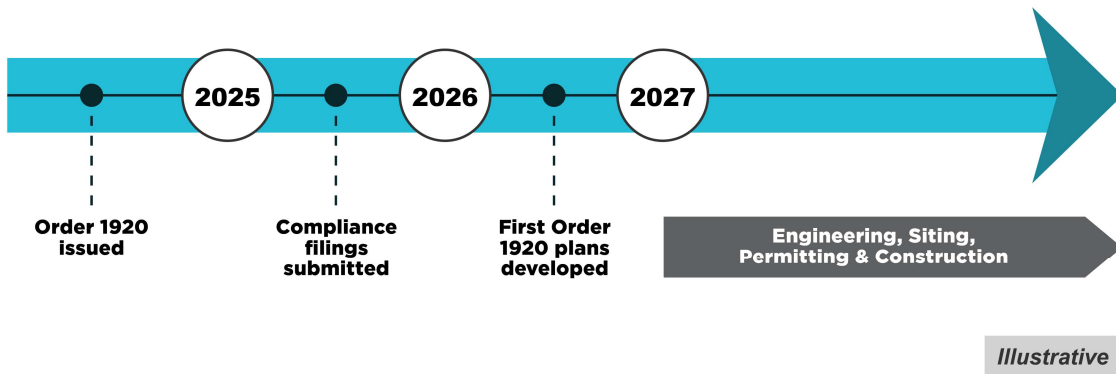 2025
2026
2027
Order 1920
issued
Compliance
filings
submitted
First Order
1920 plans
developed
Engineering, Siting,
Permitting & Construction
Illustrative